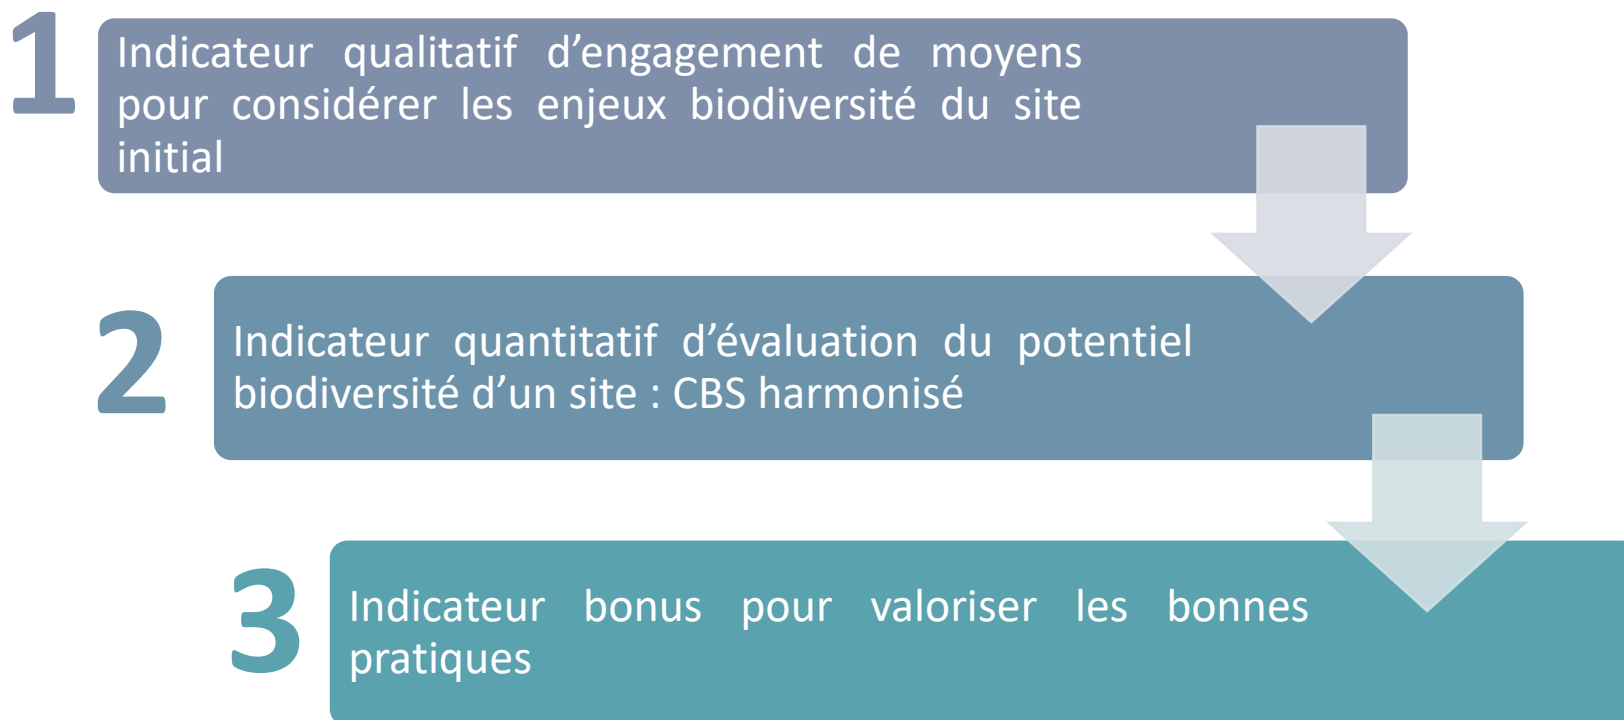 1
Indicateur qualitatif d’engagement de moyens
pour considérer les enjeux biodiversité du site
initial
2
Indicateur quantitatif d’évaluation du potentiel
biodiversité d’un site : CBS harmonisé
3
Indicateur bonus pour valoriser les bonnes
pratiques